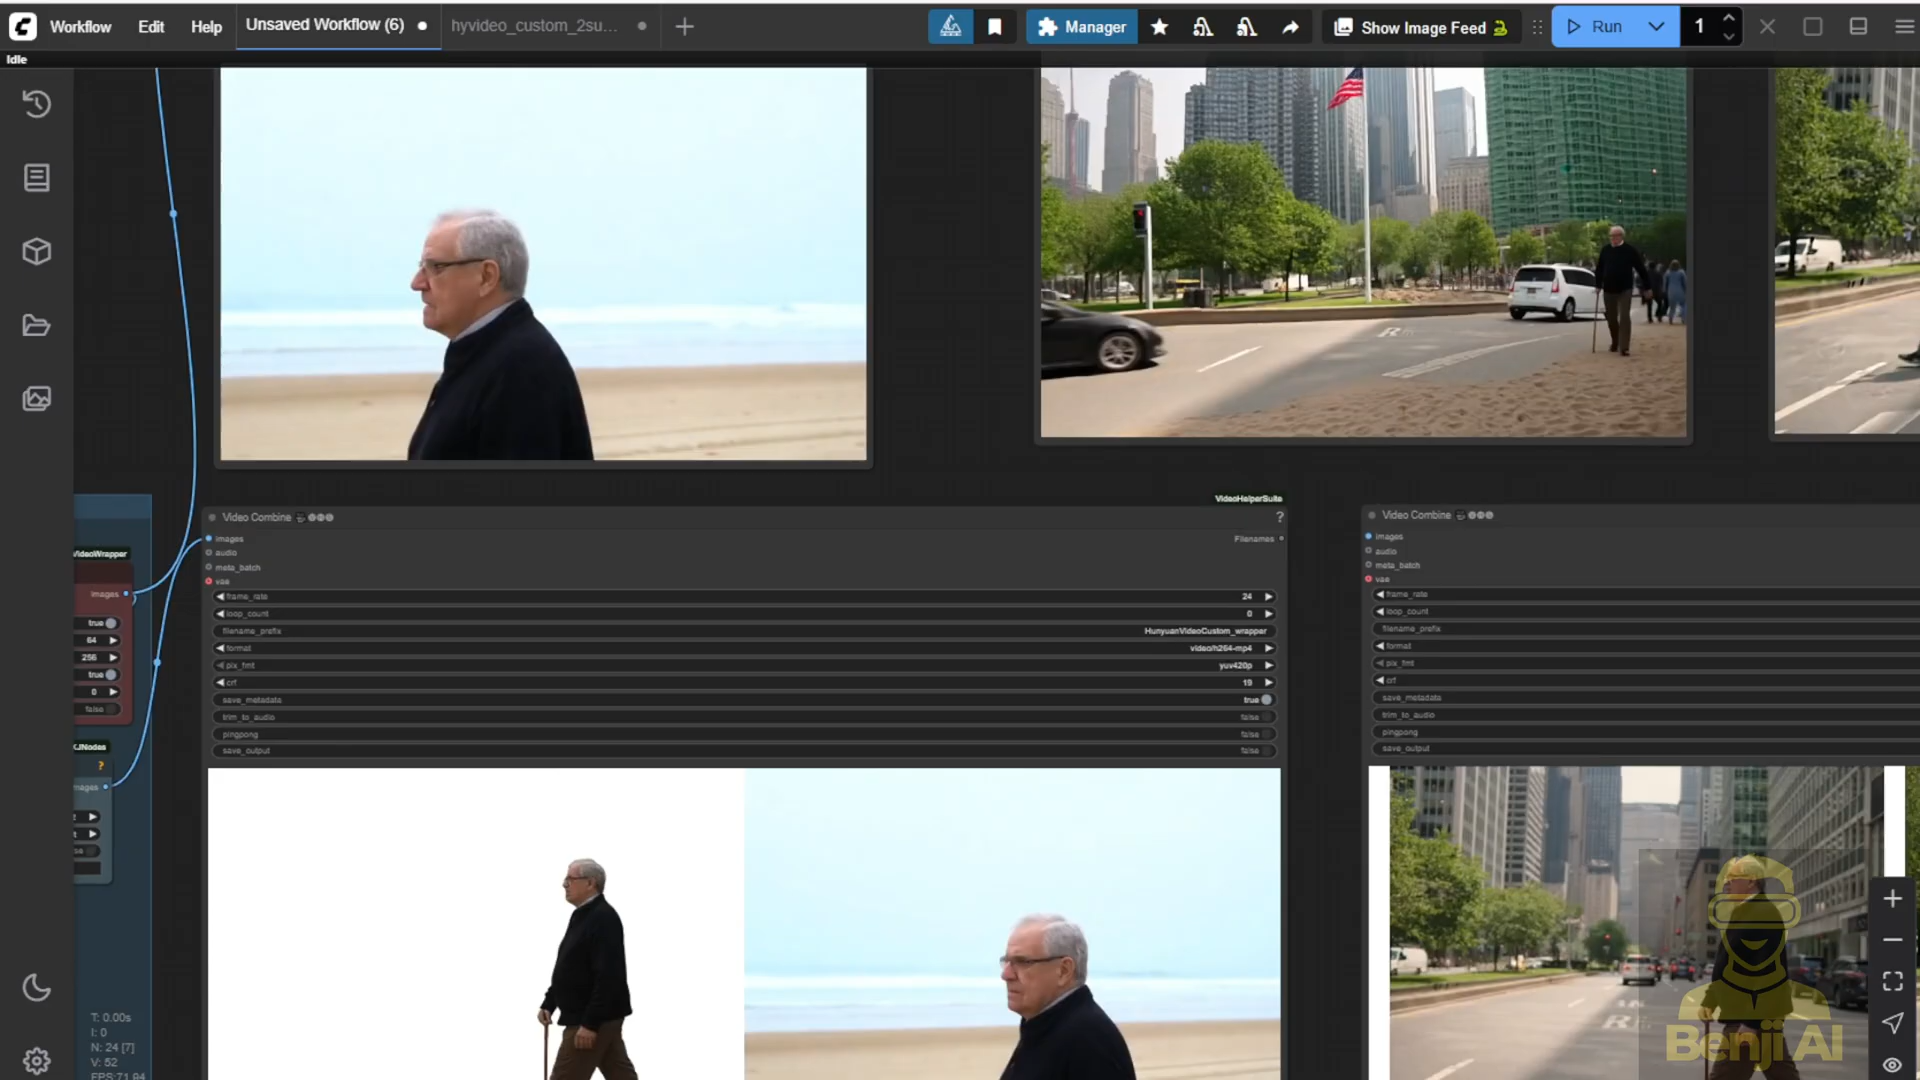 Workflow Edit Help Unsaved Workflow (6) hyvideo_custom_2su... Manager Show Image Feed Run 1
Idle
VideoHelperSuite
Video Combine ?
images Filenames
audio
meta_batch
vae
frame_rate 24
loop_count 0
filename_prefix HunyuanVideoCustom_wrapper
format video/h264-mp4
pix_fmt yuv420p
crf 19
save_metadata true
trim_to_audio false
pingpong false
save_output false
Video Combine
images
audio
meta_batch
vae
frame_rate
loop_count
filename_prefix
format
pix_fmt
crf
save_metadata
trim_to_audio
pingpong
save_output
VideoWrapper
images
true
64
256
true
0
false
KJNodes
?
T: 0.00s
I: 0
N: 24 [7]
V: 52
FPS:71.94
Benji AI